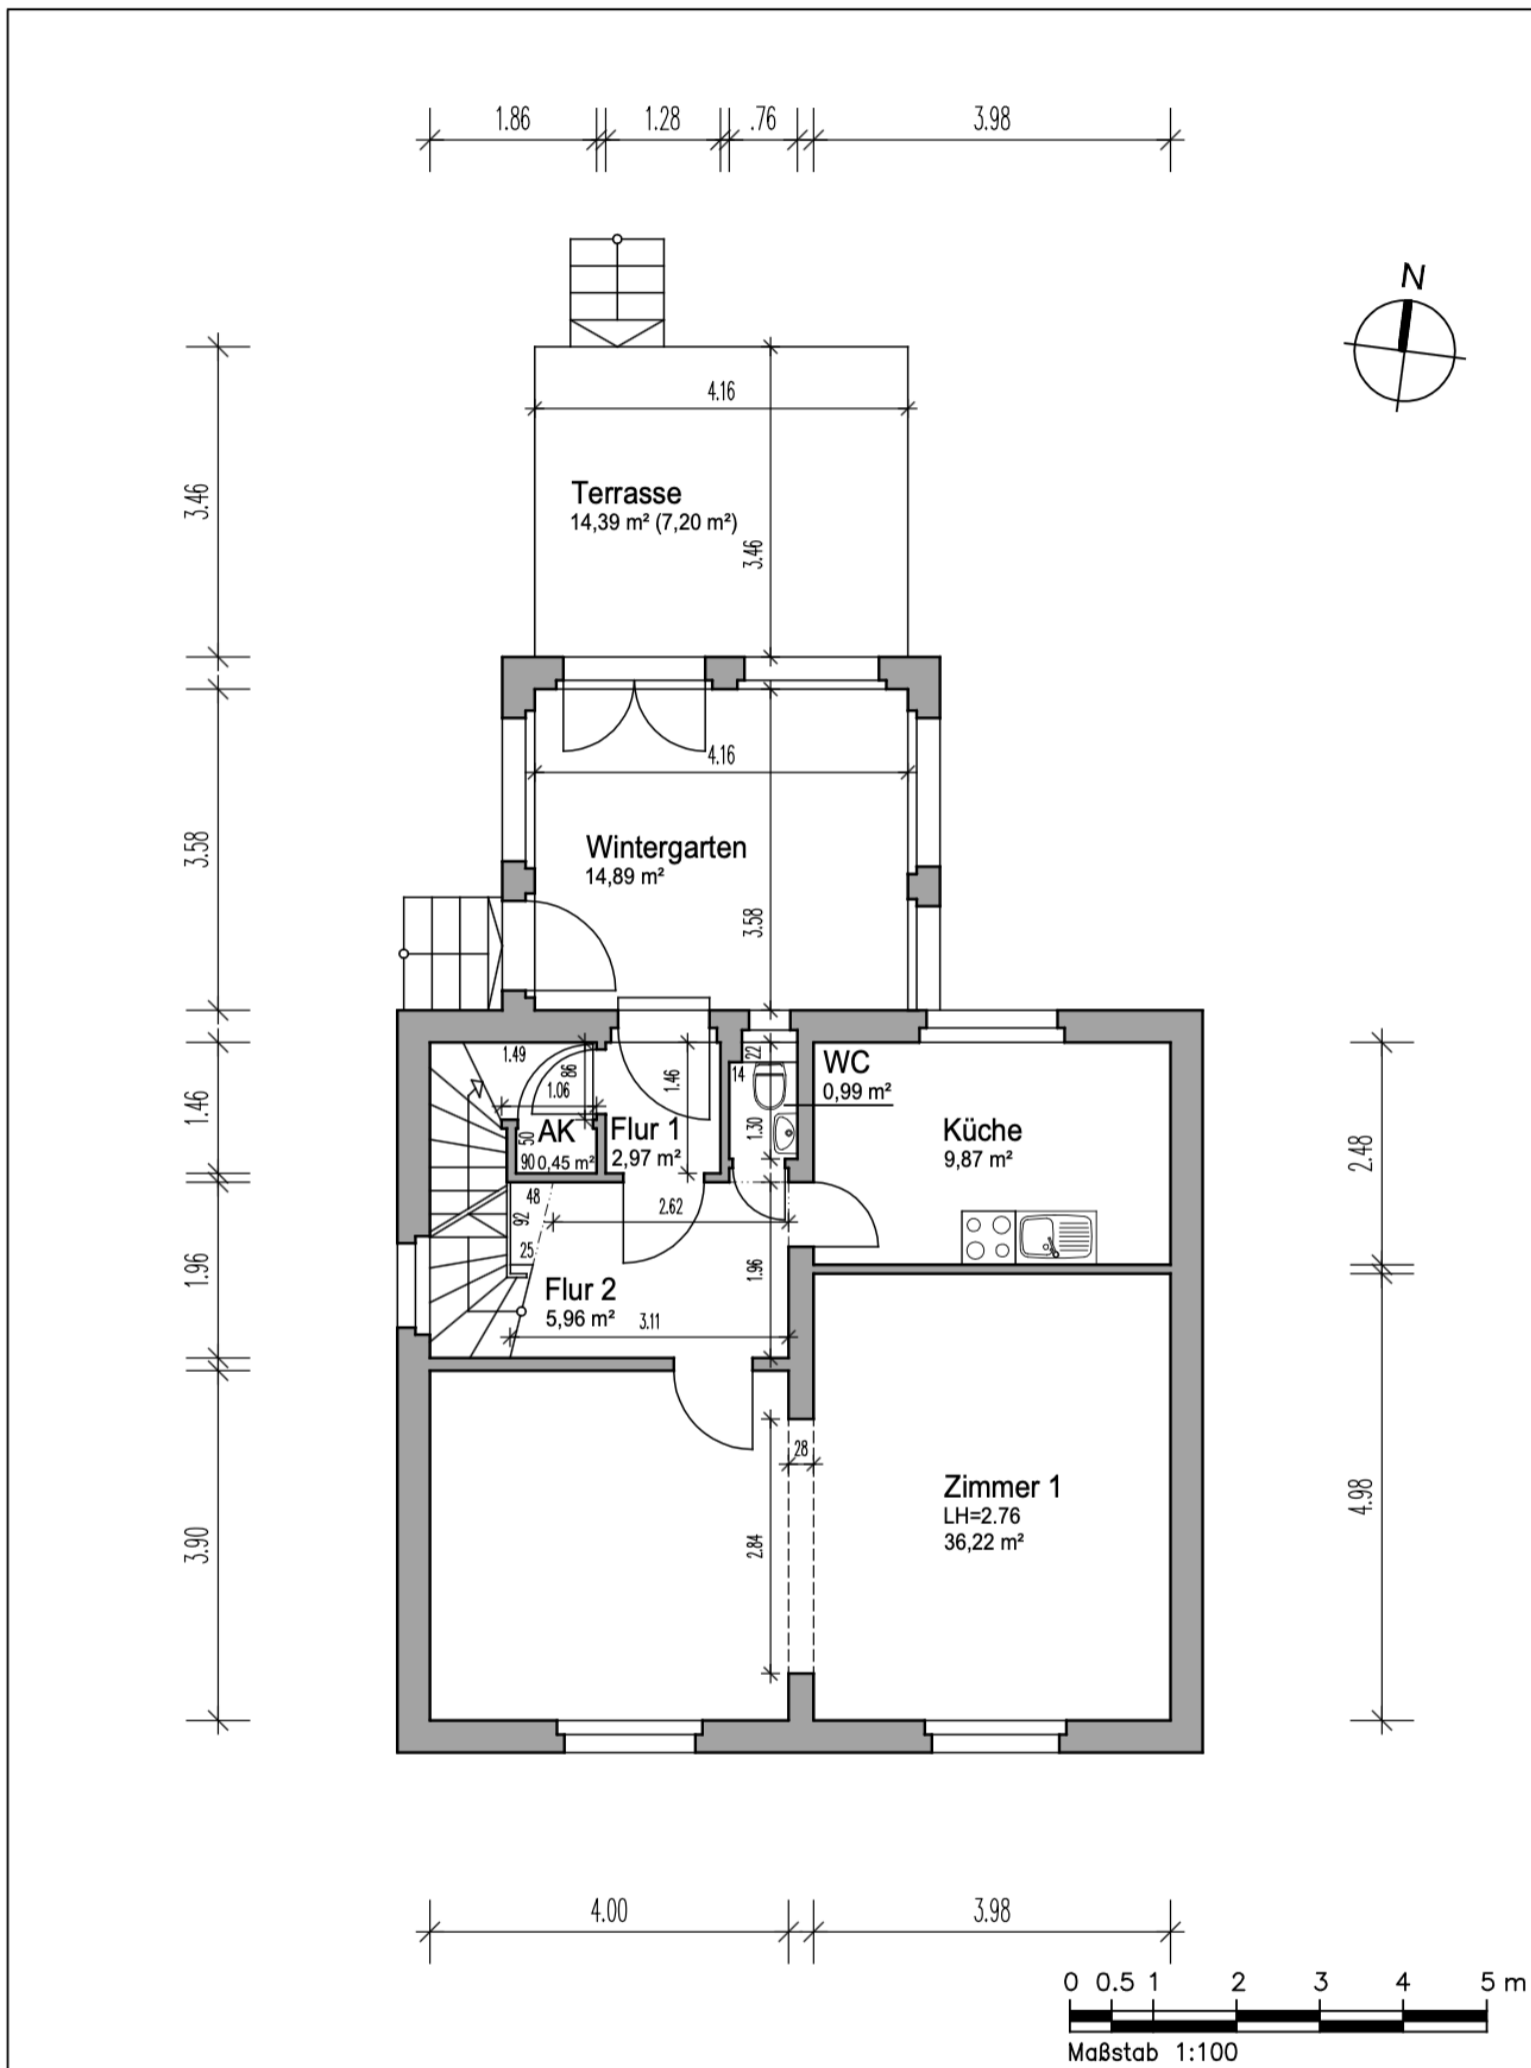 1.86 1.28 .76 3.98
N
4.16
3.46
Terrasse
14,39 m² (7,20 m²)
3.46
4.16
3.58
Wintergarten
14,89 m²
3.58
1.49
86
1.06
1.46
22
14
WC
0,99 m²
1.46
1.30
50
AK
90 0,45 m²
Flur 1
2,97 m²
Küche
9,87 m²
2.48
48
92
25
2.62
1.96
1.96
Flur 2
5,96 m²
3.11
28
2.84
3.90
Zimmer 1
LH=2.76
36,22 m²
4.98
4.00 3.98
0 0.5 1 2 3 4 5 m
Maßstab 1:100